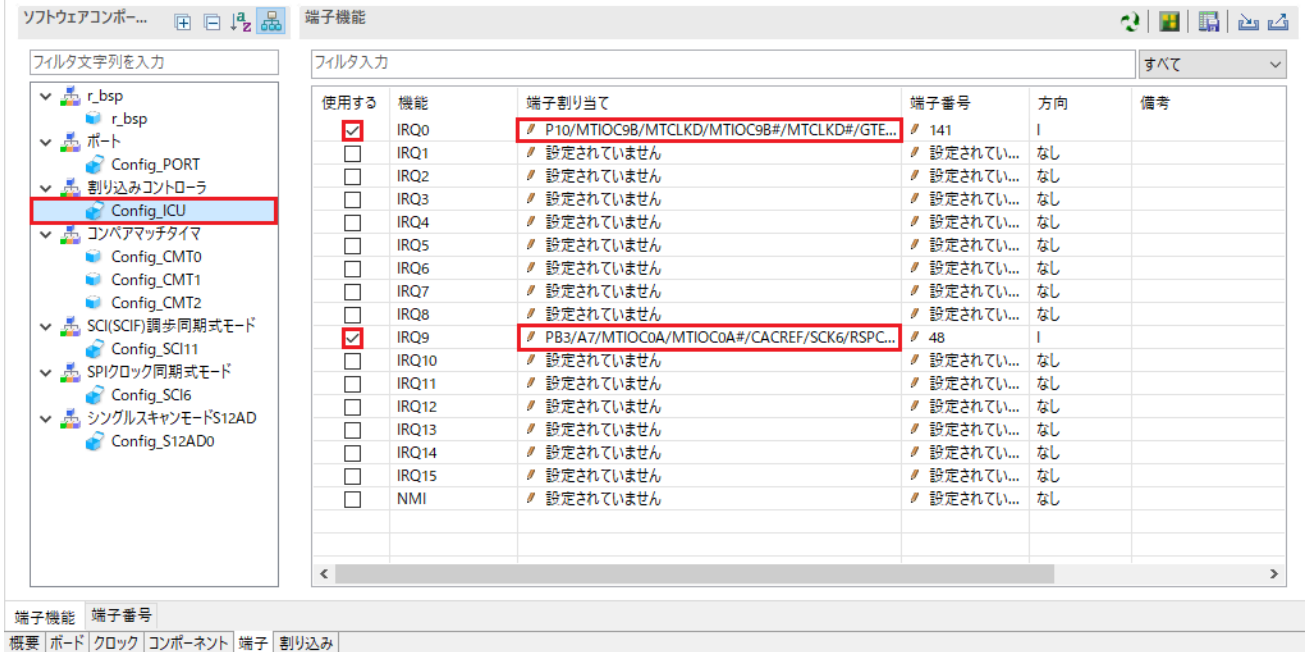 ソフトウェアコンポー... 端子機能
フィルタ文字列を入力
r_bsp
r_bsp
ポート
Config_PORT
割り込みコントローラ
Config_ICU
コンペアマッチタイマ
Config_CMT0
Config_CMT1
Config_CMT2
SCI(SCIF)調歩同期式モード
Config_SCI11
SPIクロック同期式モード
Config_SCI6
シングルスキャンモードS12AD
Config_S12AD0
フィルタ入力 すべて
使用する 機能 端子割り当て 端子番号 方向 備考
IRQ0 P10/MTIOC9B/MTCLKD/MTIOC9B#/MTCLKD#/GTE... 141 I
IRQ1 設定されていません 設定されてい... なし
IRQ2 設定されていません 設定されてい... なし
IRQ3 設定されていません 設定されてい... なし
IRQ4 設定されていません 設定されてい... なし
IRQ5 設定されていません 設定されてい... なし
IRQ6 設定されていません 設定されてい... なし
IRQ7 設定されていません 設定されてい... なし
IRQ8 設定されていません 設定されてい... なし
IRQ9 PB3/A7/MTIOC0A/MTIOC0A#/CACREF/SCK6/RSPC... 48 I
IRQ10 設定されていません 設定されてい... なし
IRQ11 設定されていません 設定されてい... なし
IRQ12 設定されていません 設定されてい... なし
IRQ13 設定されていません 設定されてい... なし
IRQ14 設定されていません 設定されてい... なし
IRQ15 設定されていません 設定されてい... なし
NMI 設定されていません 設定されてい... なし
端子機能 端子番号
概要 ボード クロック コンポーネント 端子 割り込み